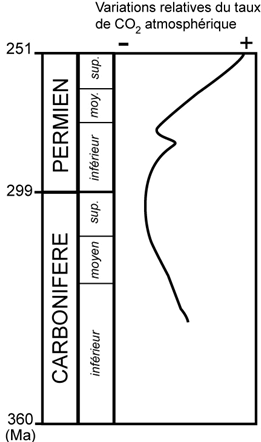 Variations relatives du taux
de CO₂ atmosphérique
- +
251
PERMIEN
sup.
moy.
inférieur
299
CARBONIFERE
sup.
moyen
inférieur
360
(Ma)